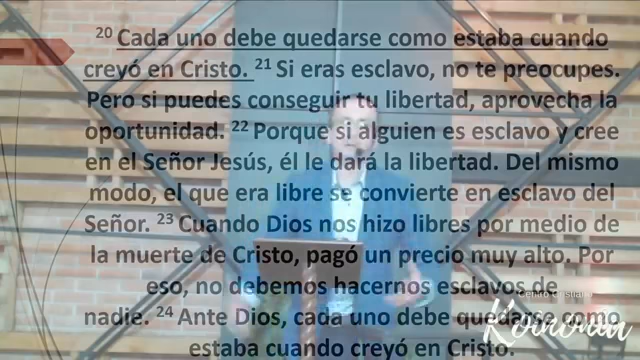 20 Cada uno debe quedarse como estaba cuando
creyó en Cristo. 21 Si eras esclavo, no te preocupes.
Pero si puedes conseguir tu libertad, aprovecha la
oportunidad. 22 Porque si alguien es esclavo y cree
en el Señor Jesús, él le dará la libertad. Del mismo
modo, el que era libre se convierte en esclavo del
Señor. 23 Cuando Dios nos hizo libres por medio de
la muerte de Cristo, pagó un precio muy alto. Por
eso, no debemos hacernos esclavos de
nadie. 24 Ante Dios, cada uno debe quedarse como
estaba cuando creyó en Cristo.
Centro Cristiano
Koinonia